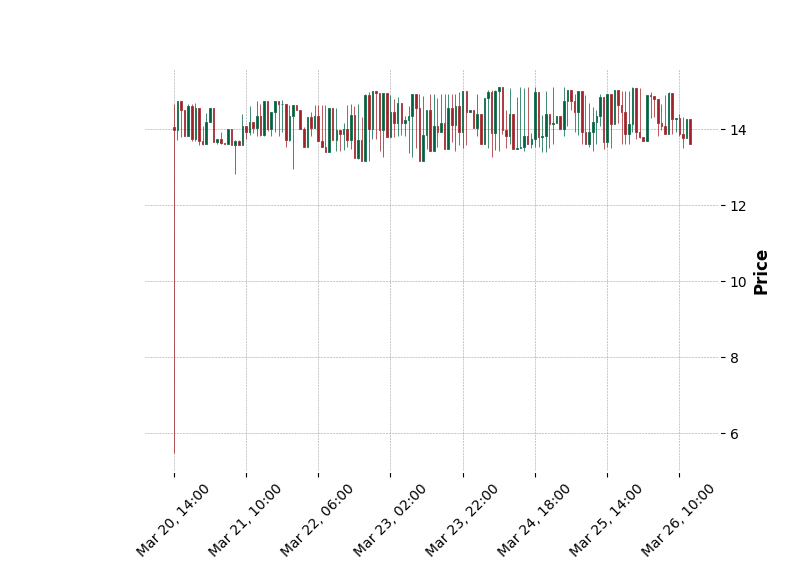 14
12
10
8
6
Price
Mar 20, 14:00
Mar 21, 10:00
Mar 22, 06:00
Mar 23, 02:00
Mar 23, 22:00
Mar 24, 18:00
Mar 25, 14:00
Mar 26, 10:00